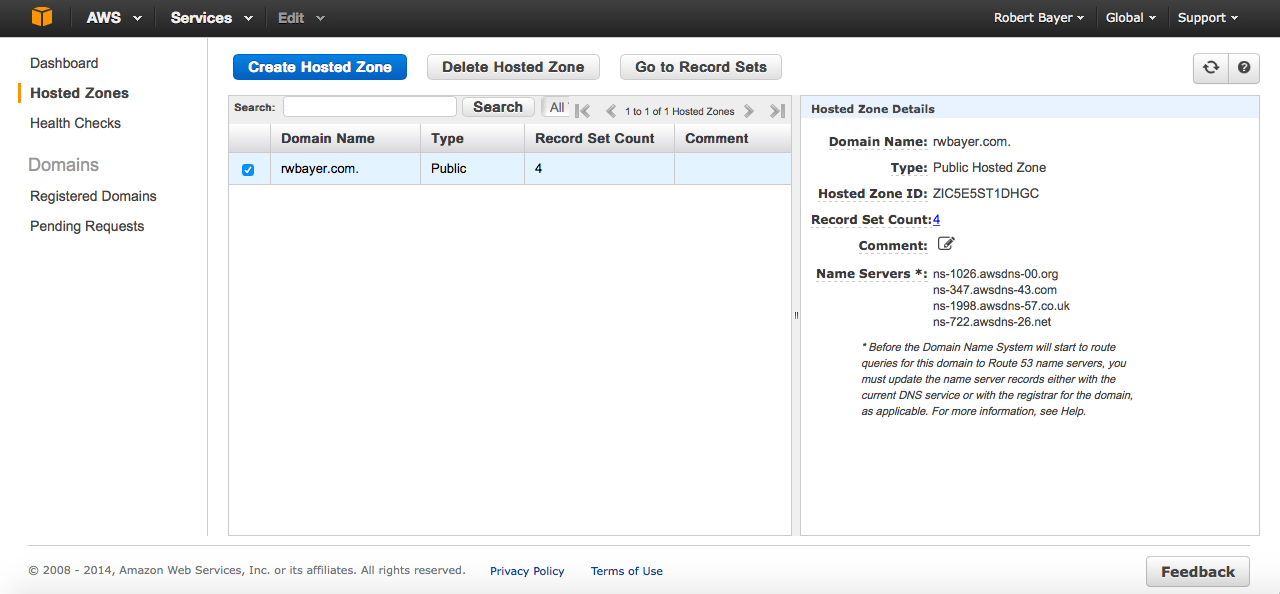 AWS Services Edit Robert Bayer Global Support
Dashboard
Hosted Zones
Health Checks
Domains
Registered Domains
Pending Requests
Create Hosted Zone Delete Hosted Zone Go to Record Sets
Search: Search All 1 to 1 of 1 Hosted Zones
Domain Name Type Record Set Count Comment
rwbayer.com. Public 4
Hosted Zone Details
Domain Name: rwbayer.com.
Type: Public Hosted Zone
Hosted Zone ID: ZIC5E5ST1DHGC
Record Set Count: 4
Comment:
Name Servers *: ns-1026.awsdns-00.org
ns-347.awsdns-43.com
ns-1998.awsdns-57.co.uk
ns-722.awsdns-26.net
* Before the Domain Name System will start to route
queries for this domain to Route 53 name servers, you
must update the name server records either with the
current DNS service or with the registrar for the domain,
as applicable. For more information, see Help.
© 2008 - 2014, Amazon Web Services, Inc. or its affiliates. All rights reserved. Privacy Policy Terms of Use
Feedback